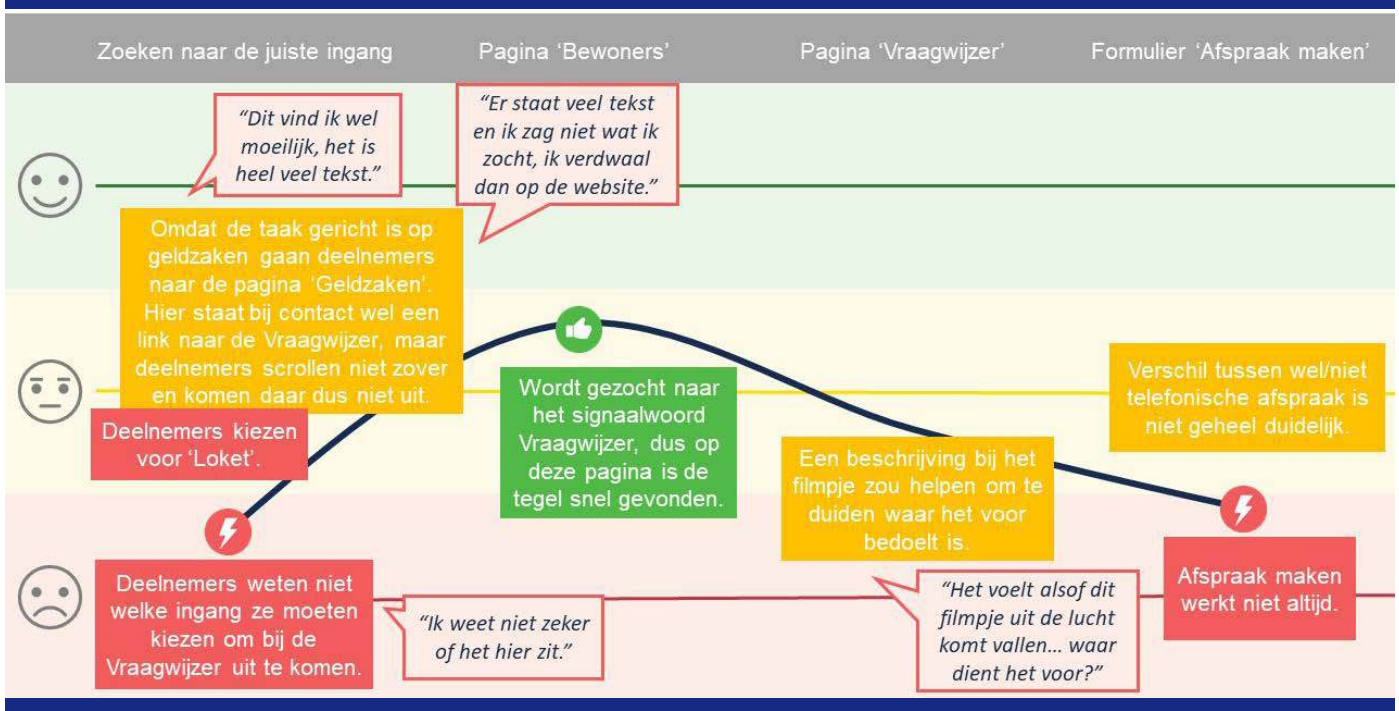 Zoeken naar de juiste ingang
Pagina ‘Bewoners’
Pagina ‘Vraagwijzer’
Formulier ‘Afspraak maken’
“Dit vind ik wel
moeilijk, het is
heel veel tekst.”
“Er staat veel tekst
en ik zag niet wat ik
zocht, ik verdwaal
dan op de website.”
Omdat de taak gericht is op
geldzaken gaan deelnemers
naar de pagina ‘Geldzaken’.
Hier staat bij contact wel een
link naar de Vraagwijzer, maar
deelnemers scrollen niet zover
en komen daar dus niet uit.
Deelnemers kiezen
voor ‘Loket’.
Deelnemers weten niet
welke ingang ze moeten
kiezen om bij de
Vraagwijzer uit te komen.
“Ik weet niet zeker
of het hier zit.”
Wordt gezocht naar
het signaalwoord
Vraagwijzer, dus op
deze pagina is de
tegel snel gevonden.
Een beschrijving bij het
filmpje zou helpen om te
duiden waar het voor
bedoelt is.
“Het voelt alsof dit
filmpje uit de lucht
komt vallen... waar
dient het voor?”
Verschil tussen wel/niet
telefonische afspraak is
niet geheel duidelijk.
Afspraak maken
werkt niet altijd.